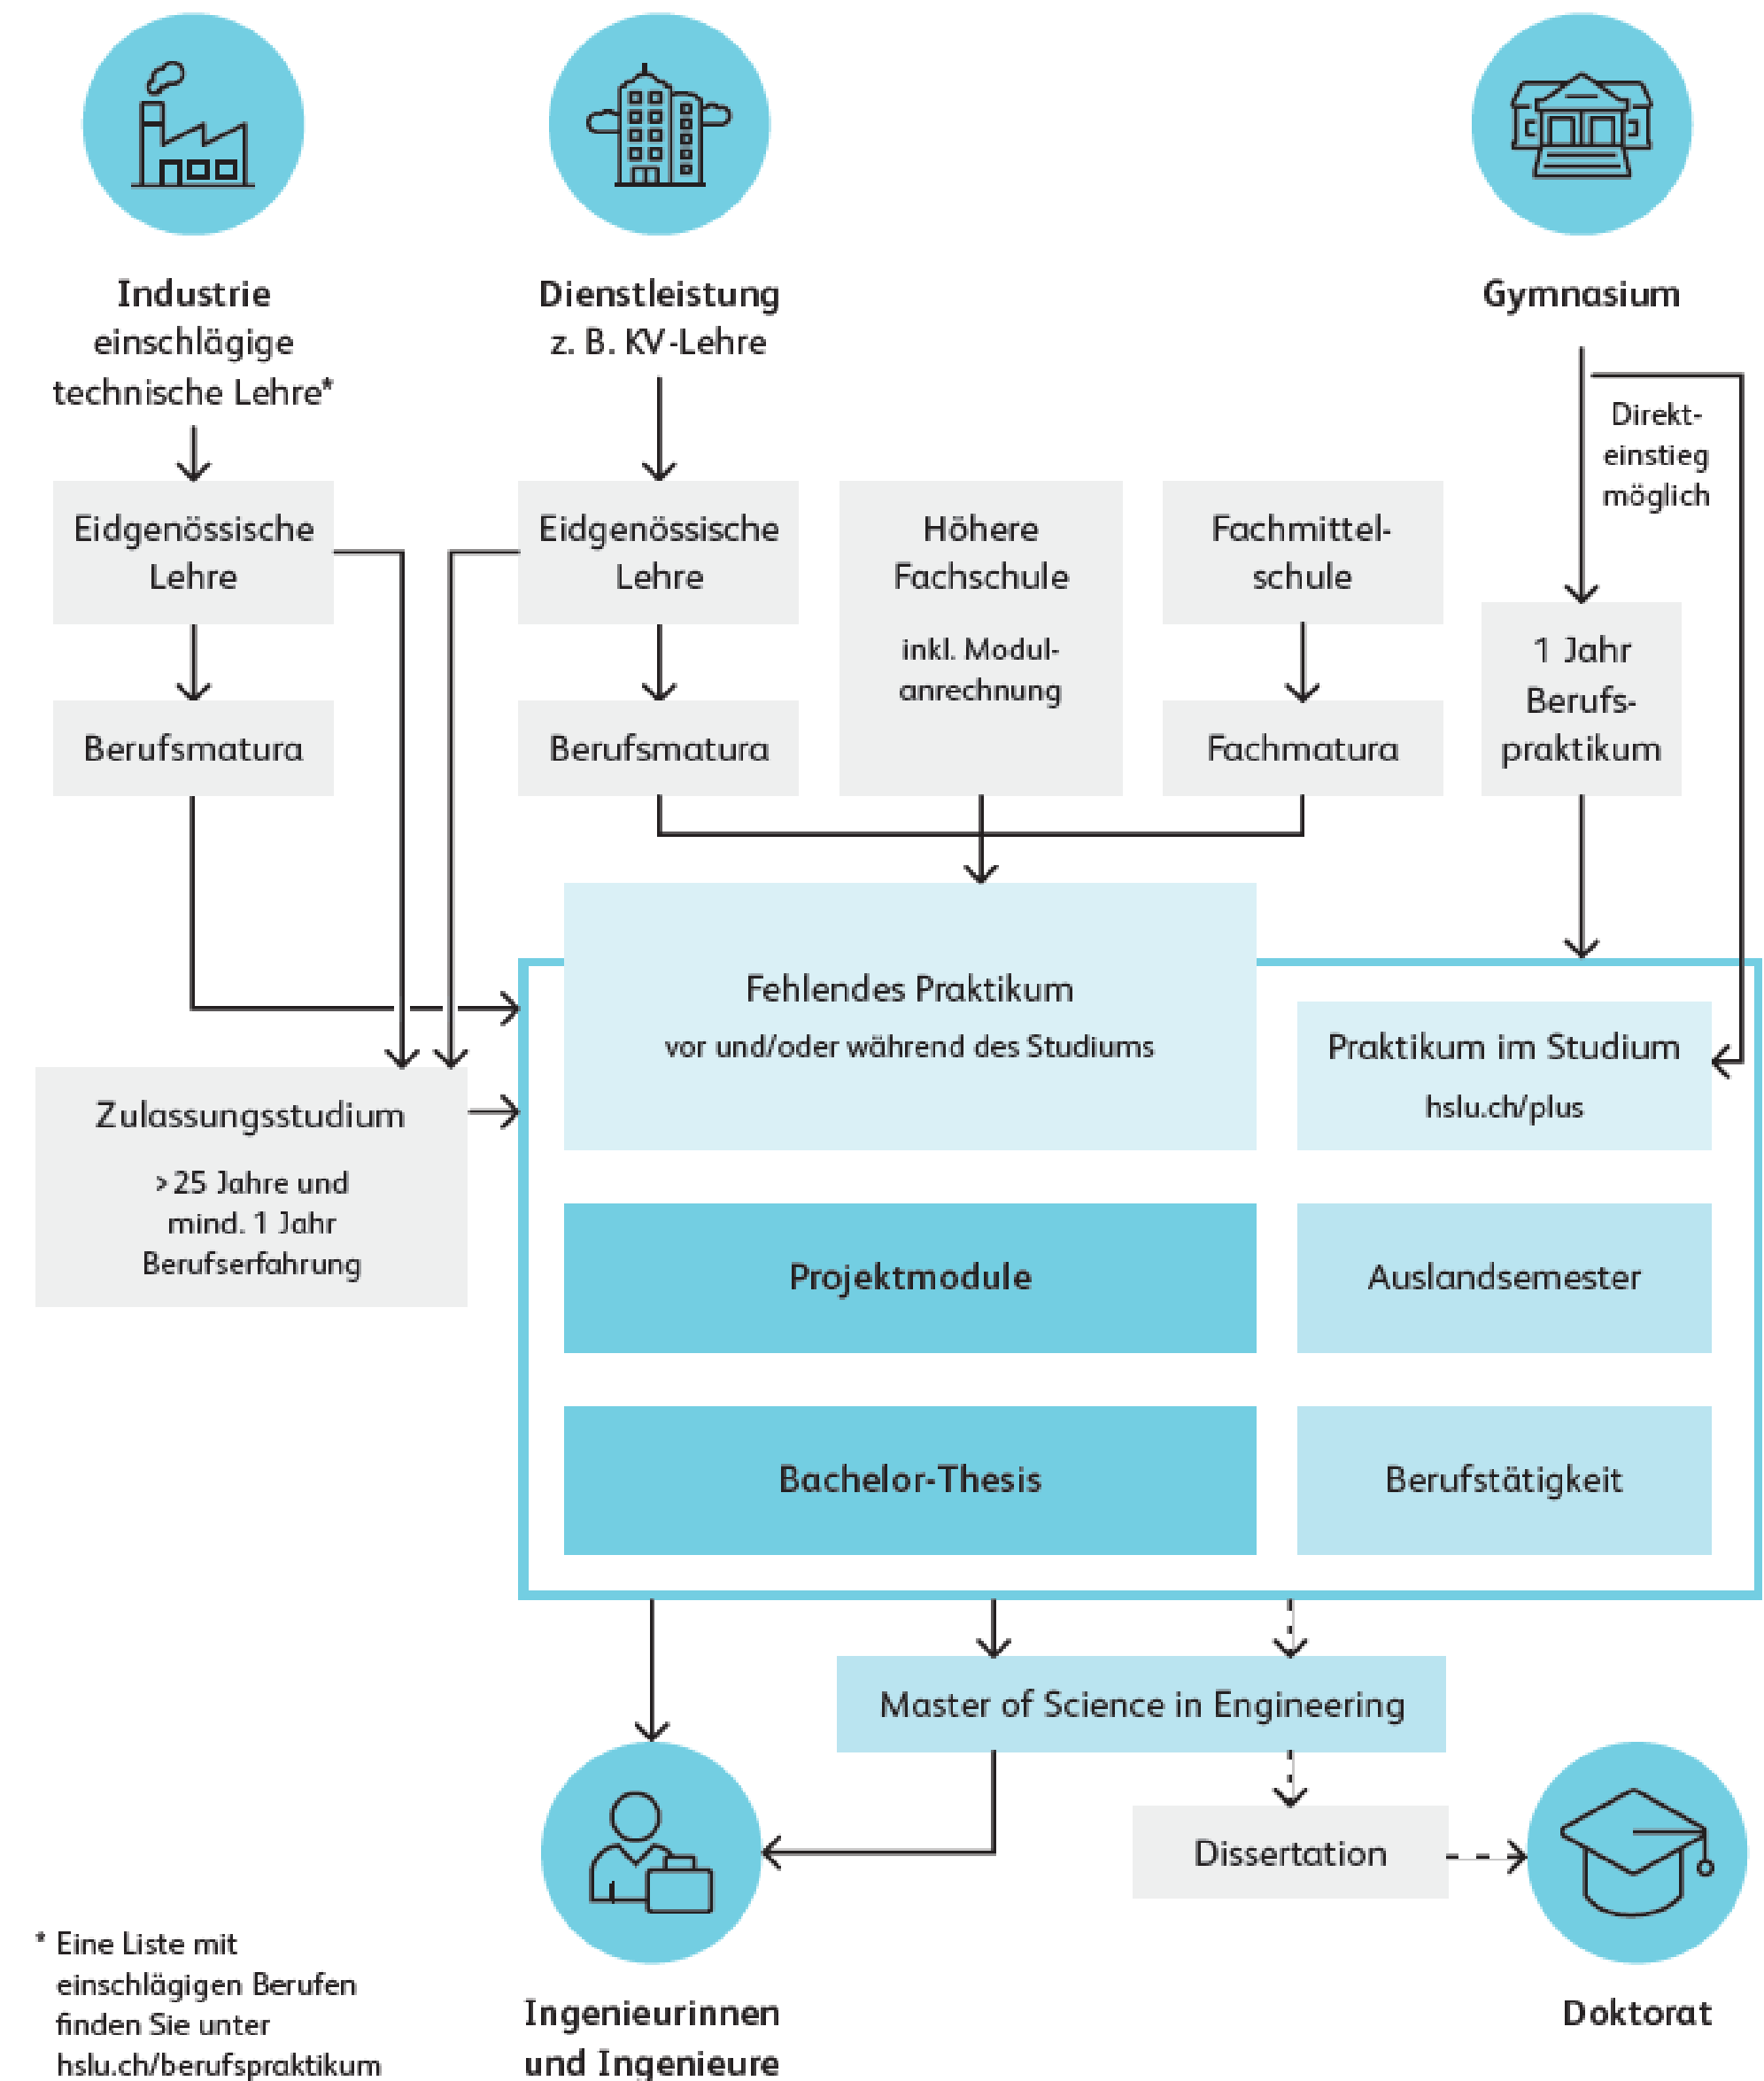 Industrie
einschlägige
technische Lehre*
Dienstleistung
z. B. KV-Lehre
Gymnasium
Direkt-
einstieg
möglich
Eidgenössische
Lehre
Eidgenössische
Lehre
Höhere
Fachschule
inkl. Modul-
anrechnung
Fachmittel-
schule
1 Jahr
Berufs-
praktikum
Berufsmatura
Berufsmatura
Fachmatura
Fehlendes Praktikum
vor und/oder während des Studiums
Praktikum im Studium
hslu.ch/plus
Zulassungsstudium
>25 Jahre und
mind. 1 Jahr
Berufserfahrung
Projektmodule
Auslandsemester
Bachelor-Thesis
Berufstätigkeit
Master of Science in Engineering
Dissertation
* Eine Liste mit
einschlägigen Berufen
finden Sie unter
hslu.ch/berufspraktikum
Ingenieurinnen
und Ingenieure
Doktorat